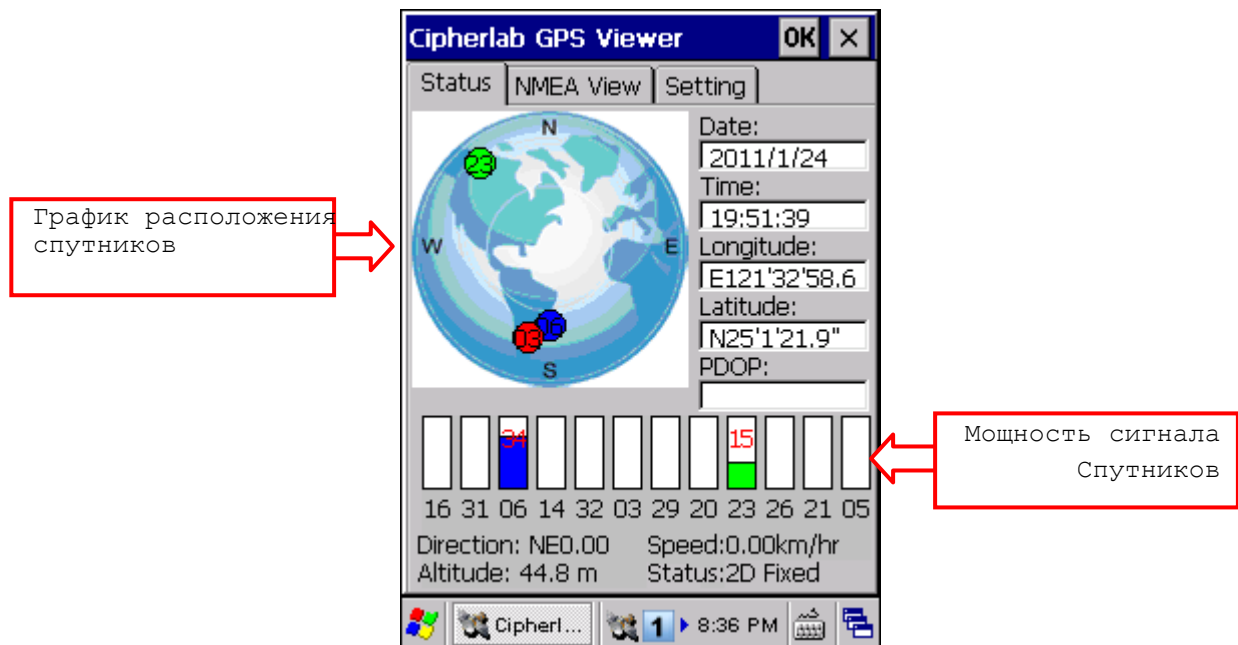 Cipherlab GPS Viewer OK
Status NMEA View Setting
N
W
E
S
23
03
06
Date:
2011/1/24
Time:
19:51:39
Longitude:
E121'32'58.6
Latitude:
N25'1'21.9"
PDOP:
График расположения
спутников
34
15
16 31 06 14 32 03 29 20 23 26 21 05
Мощность сигнала
Спутников
Direction: NE0.00 Speed:0.00km/hr
Altitude: 44.8 m Status:2D Fixed
Cipherl... 1 8:36 PM